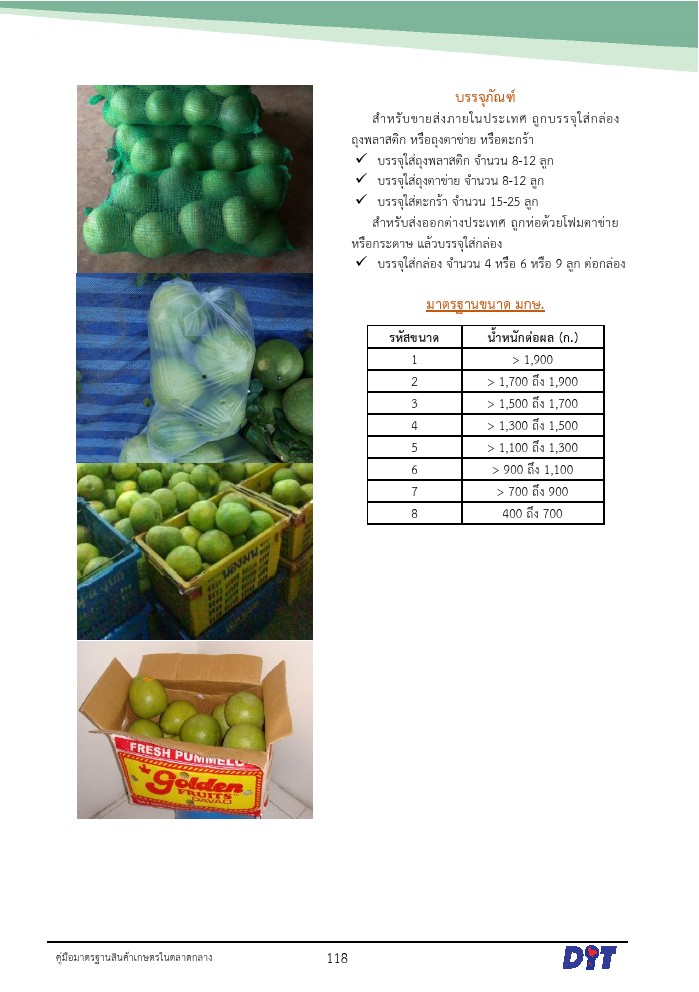 บรรจุภัณฑ์
สำหรับขายส่งภายในประเทศ ถูกบรรจุใส่กล่อง
ถุงพลาสติก หรือถุงตาข่าย หรือตะกร้า
✓ บรรจุใส่ถุงพลาสติก จำนวน 8-12 ลูก
✓ บรรจุใส่ถุงตาข่าย จำนวน 8-12 ลูก
✓ บรรจุใส่ตะกร้า จำนวน 15-25 ลูก
สำหรับส่งออกต่างประเทศ ถูกห่อด้วยโฟมตาข่าย
หรือกระดาษ แล้วบรรจุใส่กล่อง
✓ บรรจุใส่กล่อง จำนวน 4 หรือ 6 หรือ 9 ลูก ต่อกล่อง
มาตรฐานขนาด มกษ.
รหัสขนาด น้ำหนักต่อผล (ก.)
1 > 1,900
2 > 1,700 ถึง 1,900
3 > 1,500 ถึง 1,700
4 > 1,300 ถึง 1,500
5 > 1,100 ถึง 1,300
6 > 900 ถึง 1,100
7 > 700 ถึง 900
8 400 ถึง 700
น้องมน
FRESH PUMMELO
Golden
FRUITS
DAVAO
คู่มือมาตรฐานสินค้าเกษตรในตลาดกลาง
118
DIT